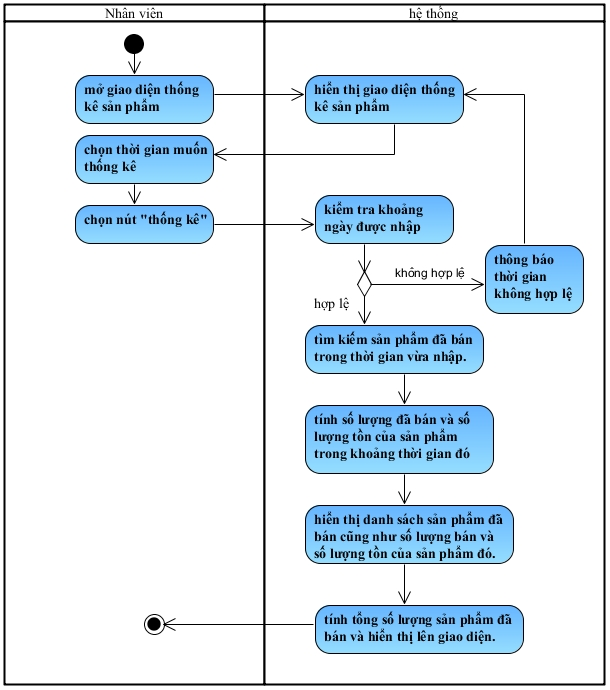 Nhân viên
hệ thống
mở giao diện thống
kê sản phẩm
hiển thị giao diện thống
kê sản phẩm
chọn thời gian muốn
thống kê
chọn nút "thống kê"
kiểm tra khoảng
ngày được nhập
không hợp lệ
thông báo
thời gian
không hợp lệ
hợp lệ
tìm kiếm sản phẩm đã bán
trong thời gian vừa nhập.
tính số lượng đã bán và số
lượng tồn của sản phẩm
trong khoảng thời gian đó
hiển thị danh sách sản phẩm đã
bán cũng như số lượng bán và
số lượng tồn của sản phẩm đó.
tính tổng số lượng sản phẩm đã
bán và hiển thị lên giao diện.